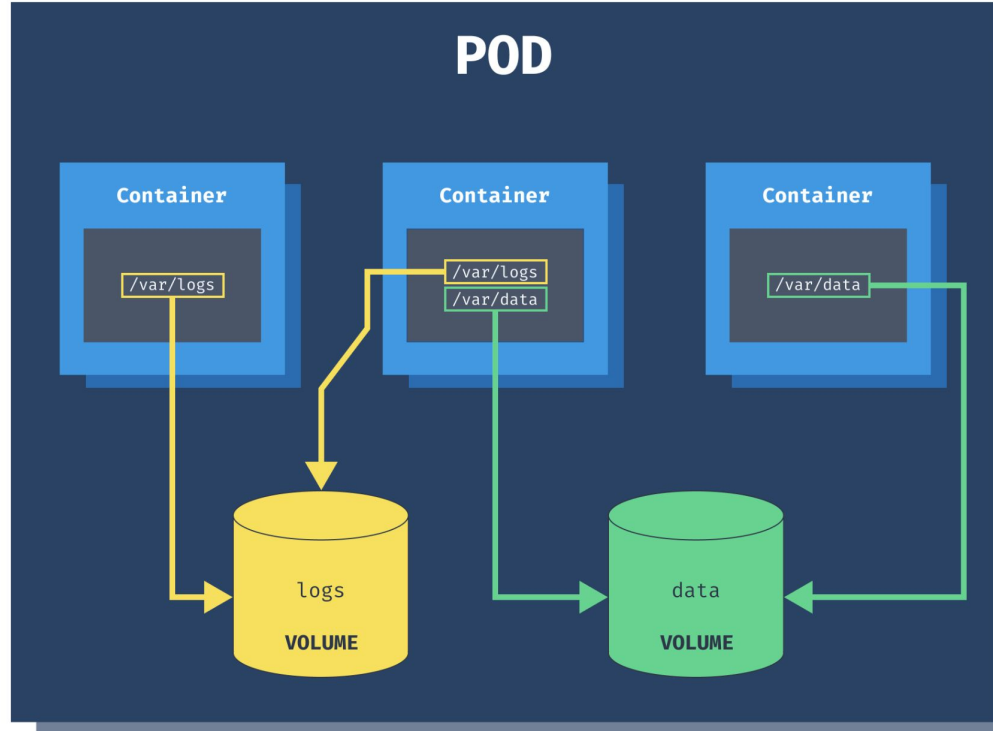 POD
Container
/var/logs
Container
/var/logs
/var/data
Container
/var/data
logs
VOLUME
data
VOLUME